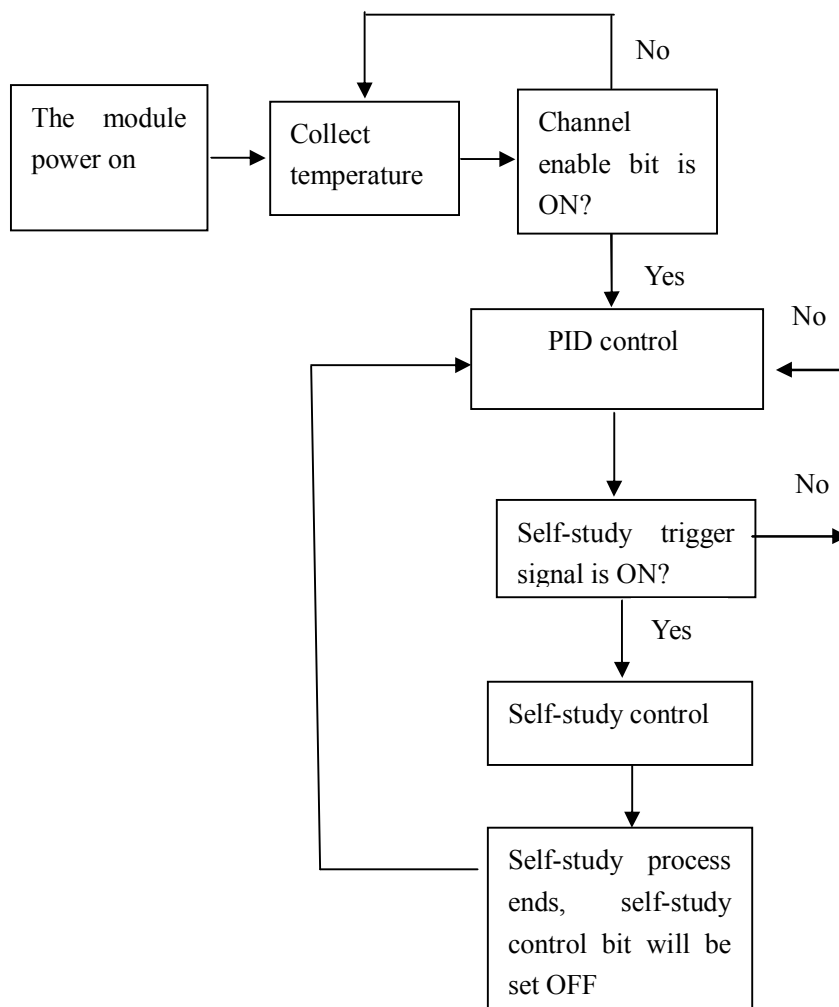 No
The module
power on
Collect
temperature
Channel
enable bit is
ON?
Yes
No
PID control
No
Self-study trigger
signal is ON?
Yes
Self-study control
Self-study process
ends, self-study
control bit will be
set OFF